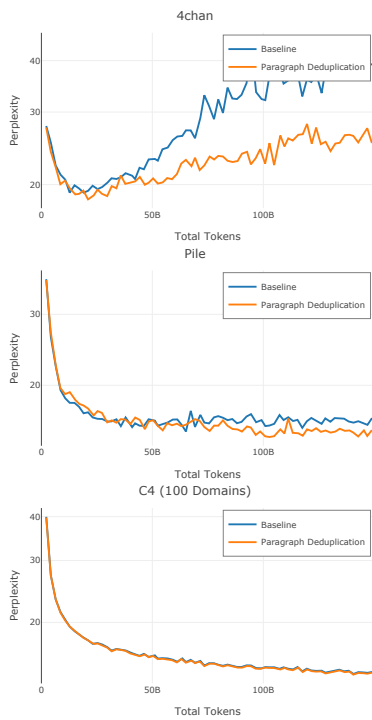 4chan
Baseline
Paragraph Deduplication
40
30
20
Perplexity
0
50B
100B
Total Tokens
Pile
Baseline
Paragraph Deduplication
30
20
Perplexity
0
50B
100B
Total Tokens
C4 (100 Domains)
Baseline
Paragraph Deduplication
40
30
20
Perplexity
0
50B
100B
Total Tokens